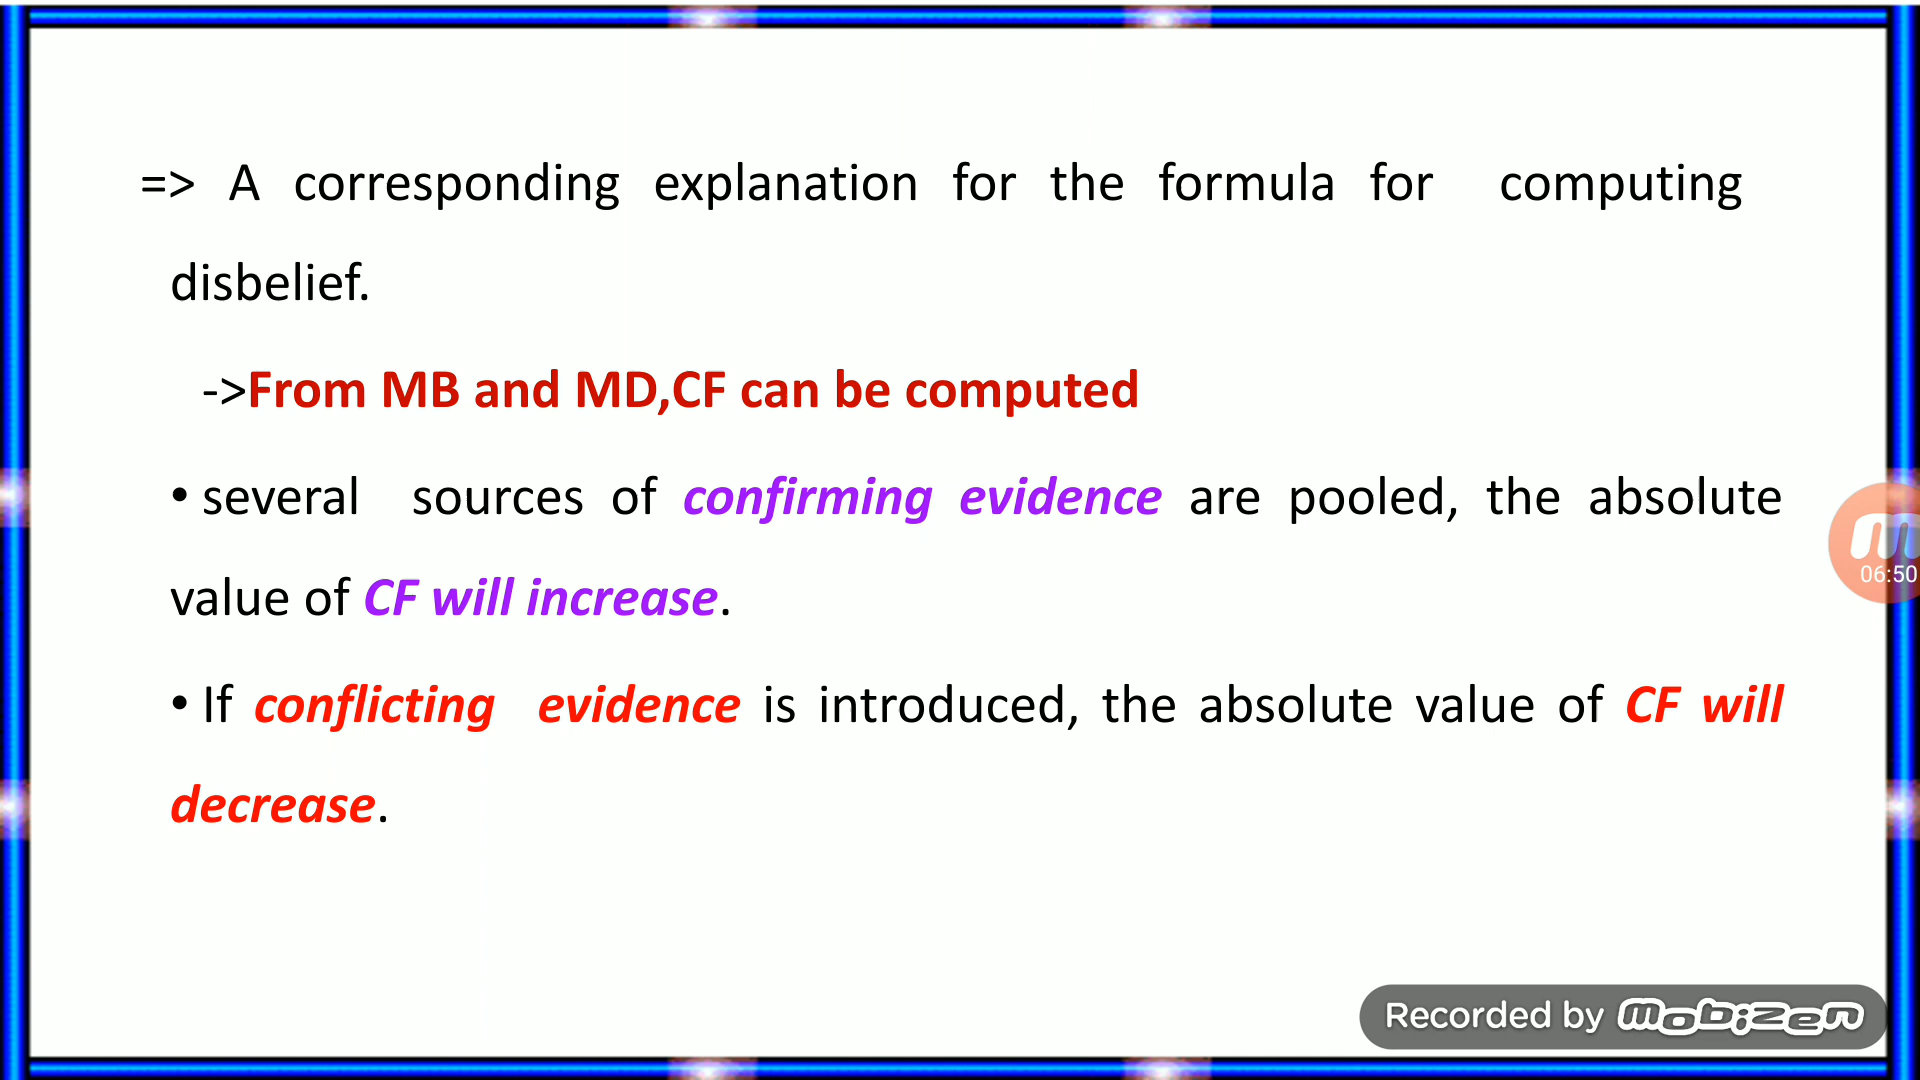 => A corresponding explanation for the formula for computing
disbelief.
->From MB and MD,CF can be computed
• several sources of confirming evidence are pooled, the absolute
value of CF will increase.
• If conflicting evidence is introduced, the absolute value of CF will
decrease.
06:50
Recorded by mobizen